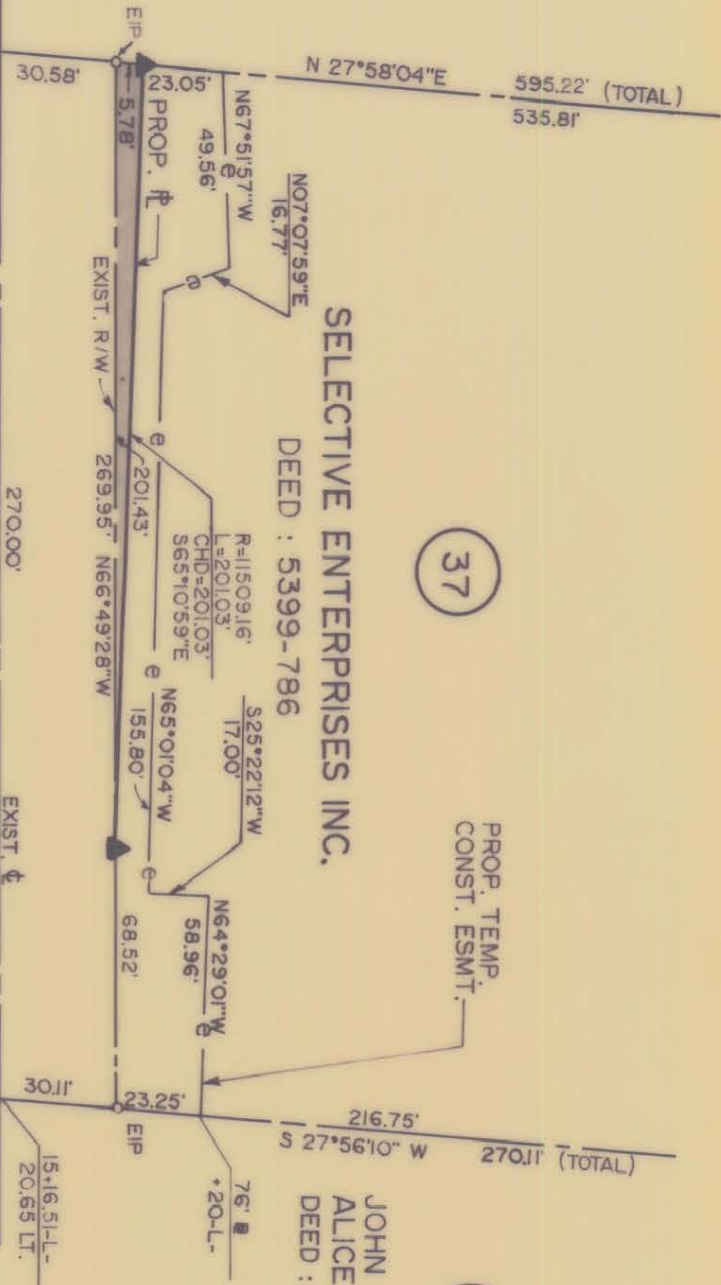 EIP
30.58'
23.05'
N 27°58'04"E
595.22' (TOTAL)
535.81'
5.78'
PROP. PL
N67°51'57"W
49.56'
e
N07°07'59"E
16.77'
e
EXIST. R/W
SELECTIVE ENTERPRISES INC.
DEED : 5399-786
37
e
201.43'
269.95' N66°49'28"W
R=11509.16'
L=201.03'
CHD=201.03'
S65°10'59"E
e
N65°01'04"W
155.80'
S25°22'12"W
17.00'
e
PROP. TEMP.
CONST. ESMT.
N64°29'01"W
58.96'
e
68.52'
270.00'
EXIST. CL
30.11'
23.25'
EIP
216.75'
S 27°56'10" W
270.11' (TOTAL)
76'
+20-L-
15+16.51-L-
20.65 LT.
JOHN
ALICE
DEED :